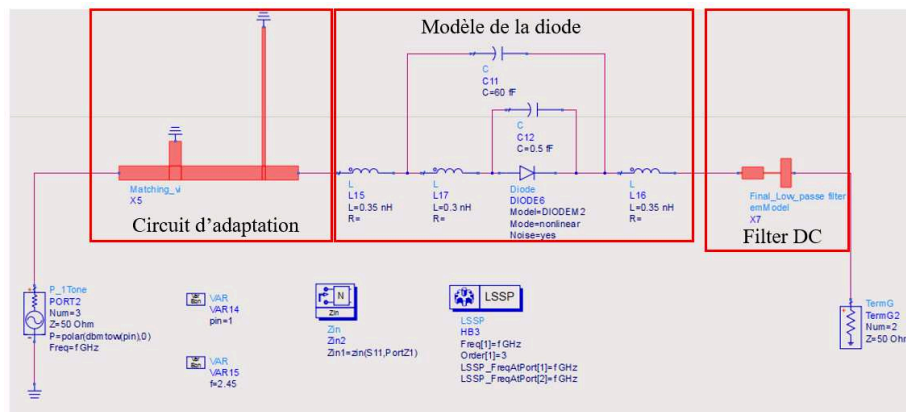 Modèle de la diode
C
C11
C=60 fF
C
C12
C=0.5 fF
Matching_vi
X5
Circuit d’adaptation
L
L15
L=0.35 nH
R=
L
L17
L=0.3 nH
R=
Diode
DIODE6
Model=DIODEM2
Mode=nonlinear
Noise=yes
L
L16
L=0.35 nH
R=
Final_Low_passe filter
emModel
X7
Filter DC
P_1Tone
PORT2
Num=3
Z=50 Ohm
P=polar(dbmtow(pin),0)
Freq=f GHz
VAR
VAR14
pin=1
VAR
VAR15
f=2.45
N
Zin
Zin
Zin2
Zin1=zin(S11,PortZ1)
LSSP
LSSP
HB3
Freq[1]=f GHz
Order[1]=3
LSSP_FreqAtPort[1]=f GHz
LSSP_FreqAtPort[2]=f GHz
TermG
TermG2
Num=2
Z=50 Ohm